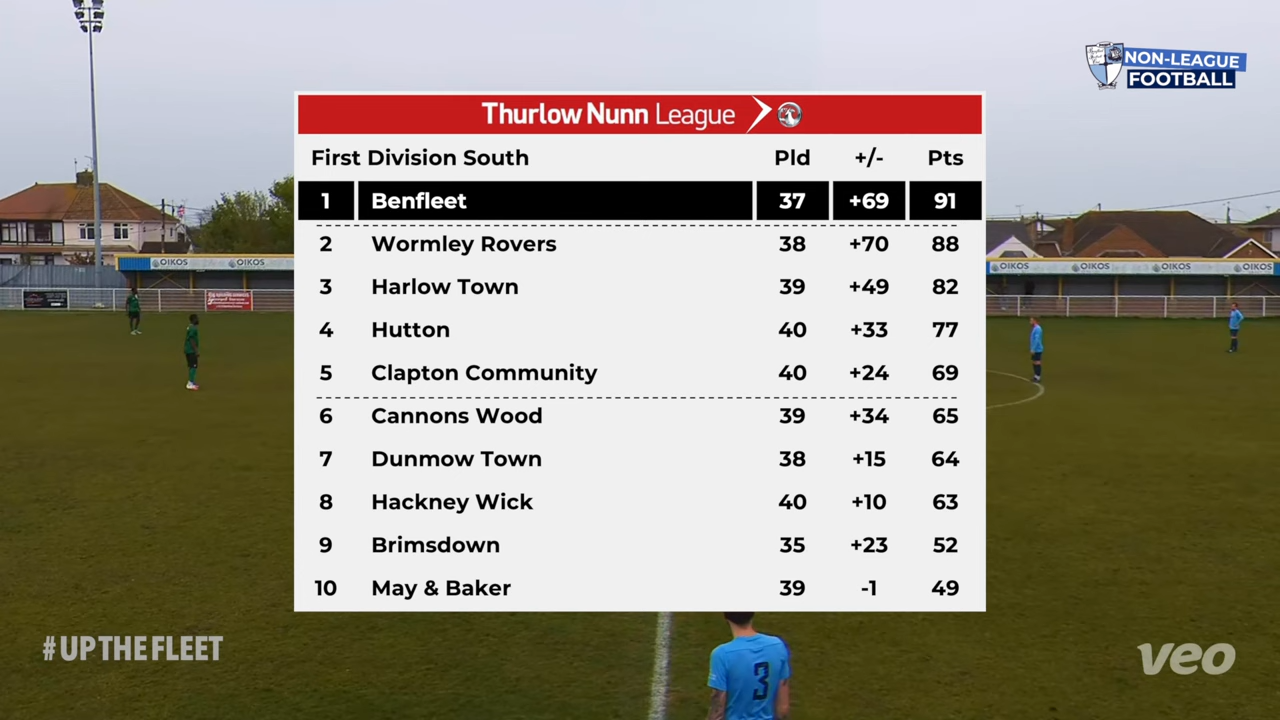 NON-LEAGUE
FOOTBALL
Thurlow Nunn League
First Division South Pld +/- Pts
1 Benfleet 37 +69 91
2 Wormley Rovers 38 +70 88
3 Harlow Town 39 +49 82
4 Hutton 40 +33 77
5 Clapton Community 40 +24 69
6 Cannons Wood 39 +34 65
7 Dunmow Town 38 +15 64
8 Hackney Wick 40 +10 63
9 Brimsdown 35 +23 52
10 May & Baker 39 -1 49
OIKOS OIKOS
OIKOS OIKOS OIKOS OIKOS
3
#UPTHEFLEET
veo